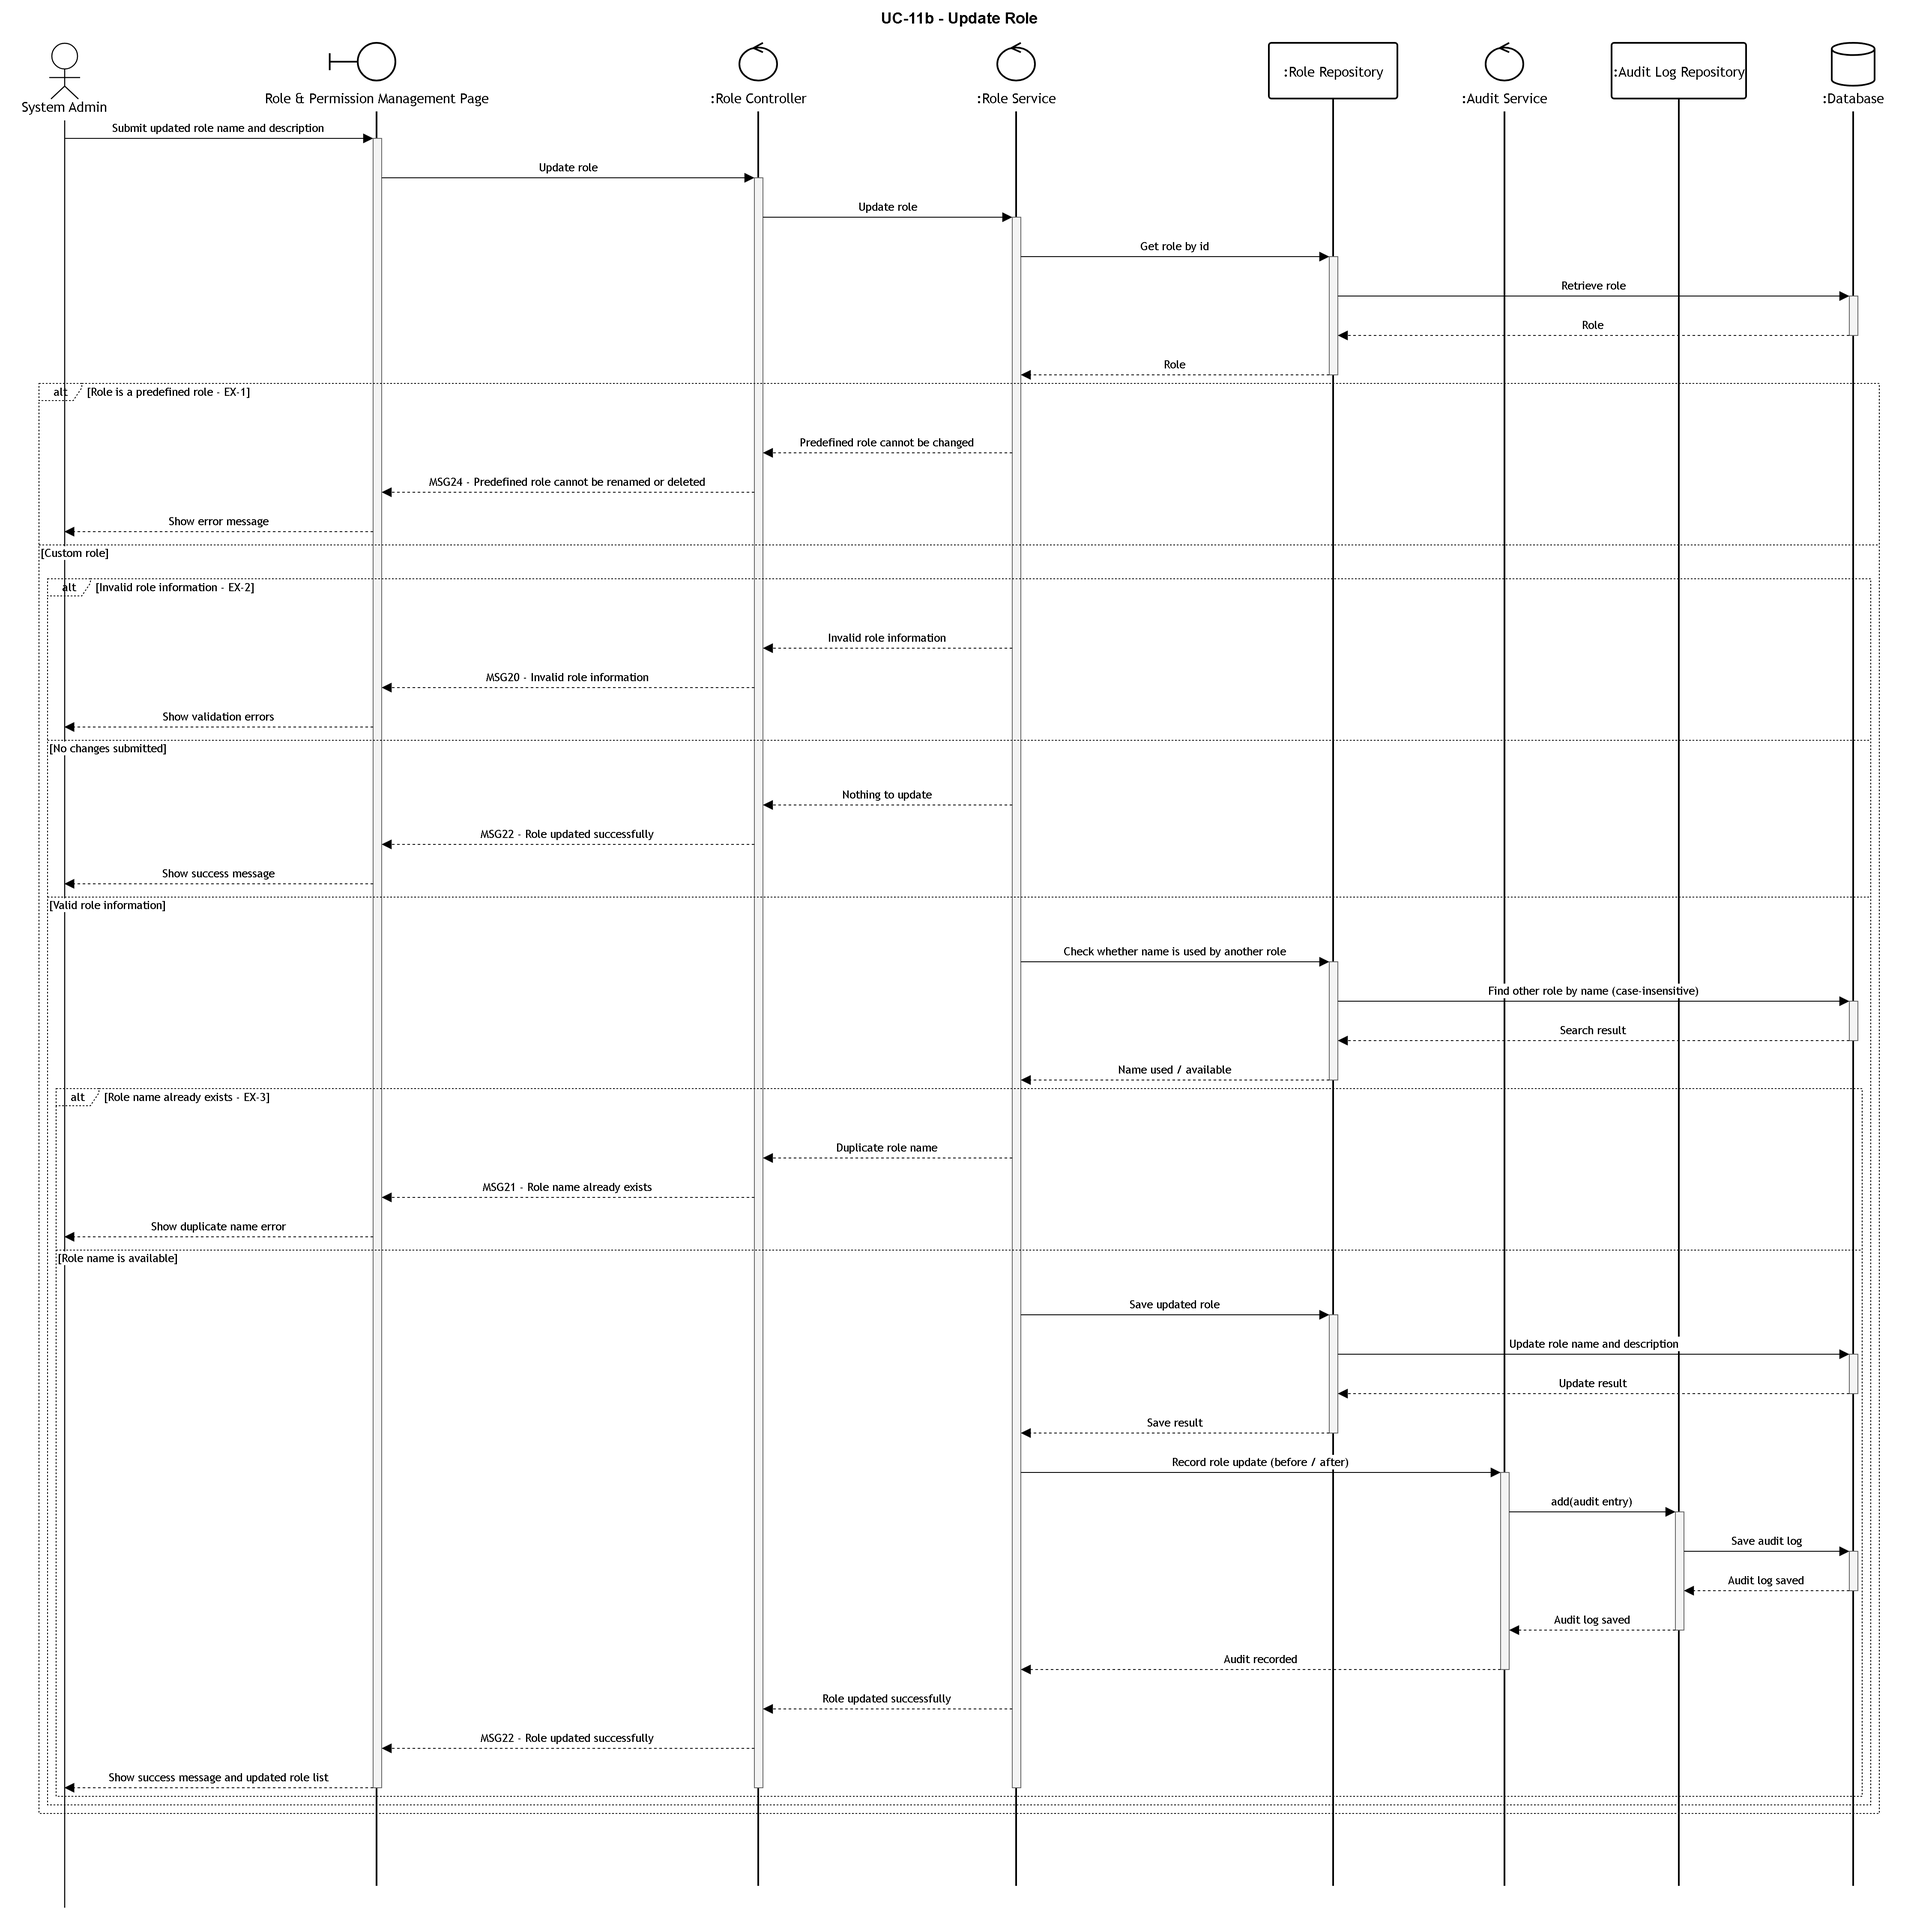 UC-11b - Update Role
System Admin
Role & Permission Management Page
:Role Controller
:Role Service
:Role Repository
:Audit Service
:Audit Log Repository
:Database
Submit updated role name and description
Update role
Update role
Get role by id
Retrieve role
Role
Role
alt [Role is a predefined role - EX-1]
Predefined role cannot be changed
MSG24 - Predefined role cannot be renamed or deleted
Show error message
[Custom role]
alt [Invalid role information - EX-2]
Invalid role information
MSG20 - Invalid role information
Show validation errors
[No changes submitted]
Nothing to update
MSG22 - Role updated successfully
Show success message
[Valid role information]
Check whether name is used by another role
Find other role by name (case-insensitive)
Search result
Name used / available
alt [Role name already exists - EX-3]
Duplicate role name
MSG21 - Role name already exists
Show duplicate name error
[Role name is available]
Save updated role
Update role name and description
Update result
Save result
Record role update (before / after)
add(audit entry)
Save audit log
Audit log saved
Audit log saved
Audit recorded
Role updated successfully
MSG22 - Role updated successfully
Show success message and updated role list